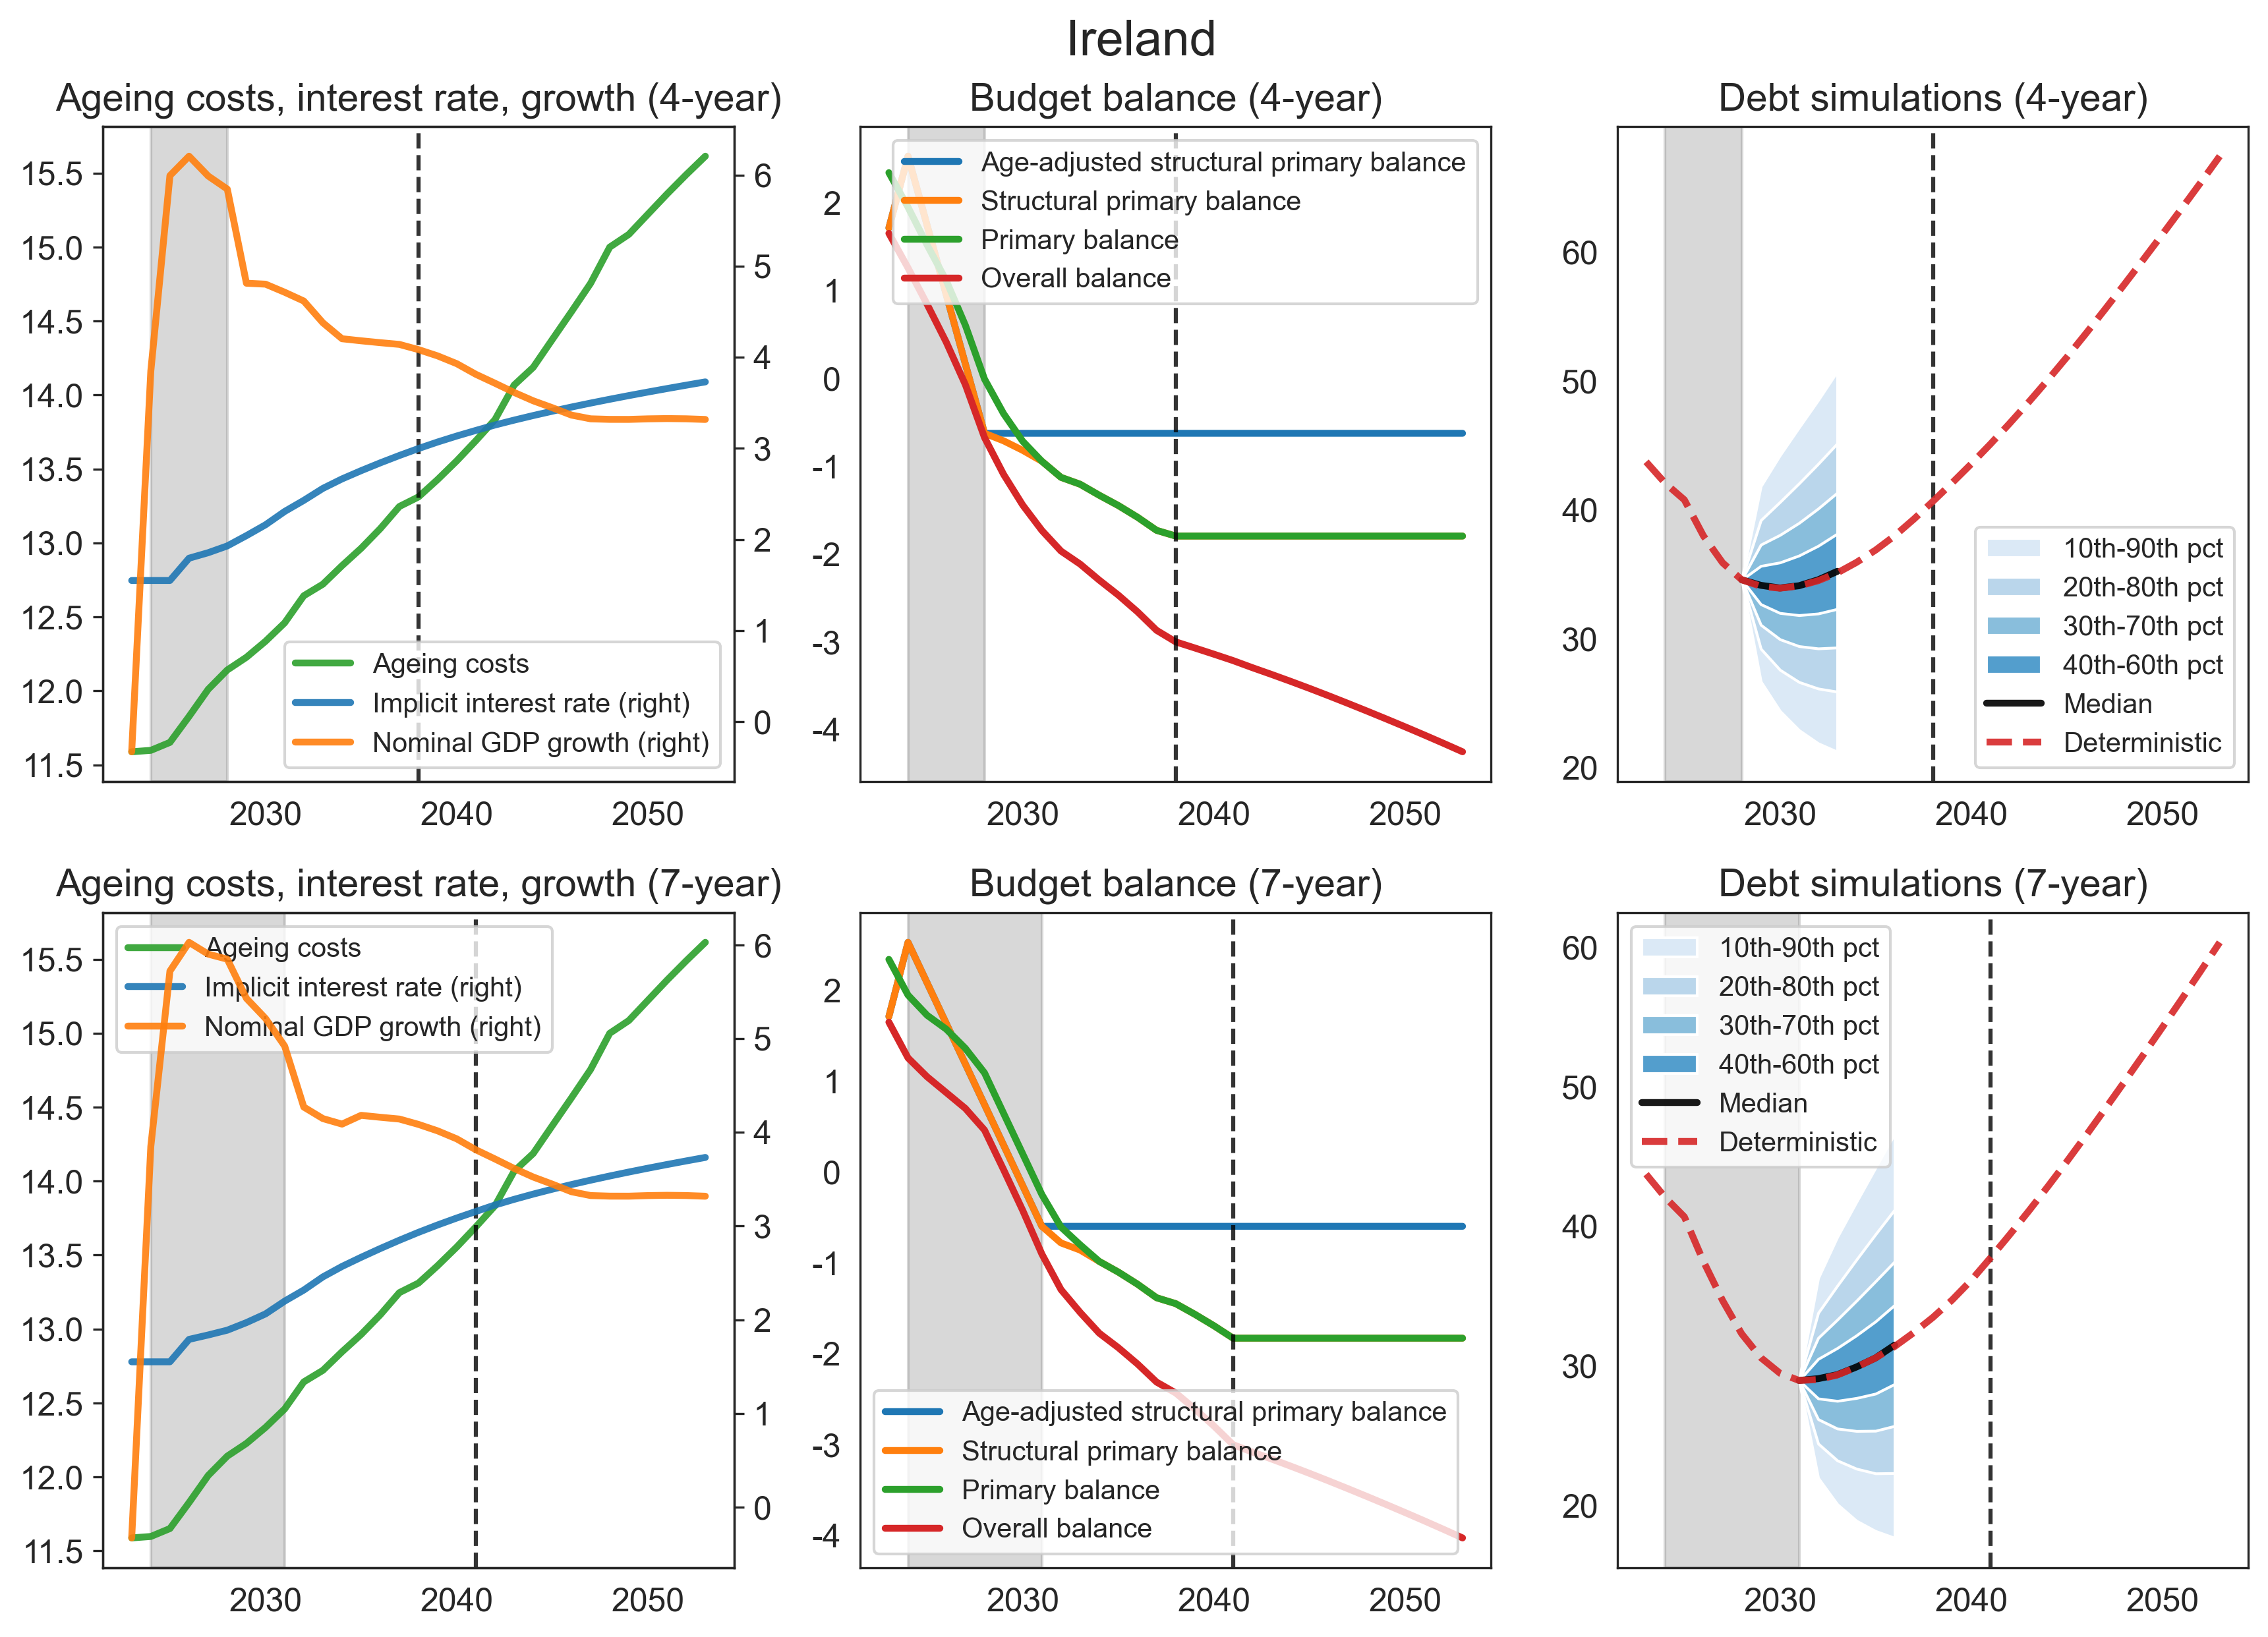 Ireland
Ageing costs, interest rate, growth (4-year)
15.5
15.0
14.5
14.0
13.5
13.0
12.5
12.0
11.5
6
5
4
3
2
1
0
Ageing costs
Implicit interest rate (right)
Nominal GDP growth (right)
2030 2040 2050
Budget balance (4-year)
2
1
0
-1
-2
-3
-4
Age-adjusted structural primary balance
Structural primary balance
Primary balance
Overall balance
2030 2040 2050
Debt simulations (4-year)
60
50
40
30
20
10th-90th pct
20th-80th pct
30th-70th pct
40th-60th pct
Median
Deterministic
2030 2040 2050
Ageing costs, interest rate, growth (7-year)
15.5
15.0
14.5
14.0
13.5
13.0
12.5
12.0
11.5
6
5
4
3
2
1
0
Ageing costs
Implicit interest rate (right)
Nominal GDP growth (right)
2030 2040 2050
Budget balance (7-year)
2
1
0
-1
-2
-3
-4
Age-adjusted structural primary balance
Structural primary balance
Primary balance
Overall balance
2030 2040 2050
Debt simulations (7-year)
60
50
40
30
20
10th-90th pct
20th-80th pct
30th-70th pct
40th-60th pct
Median
Deterministic
2030 2040 2050